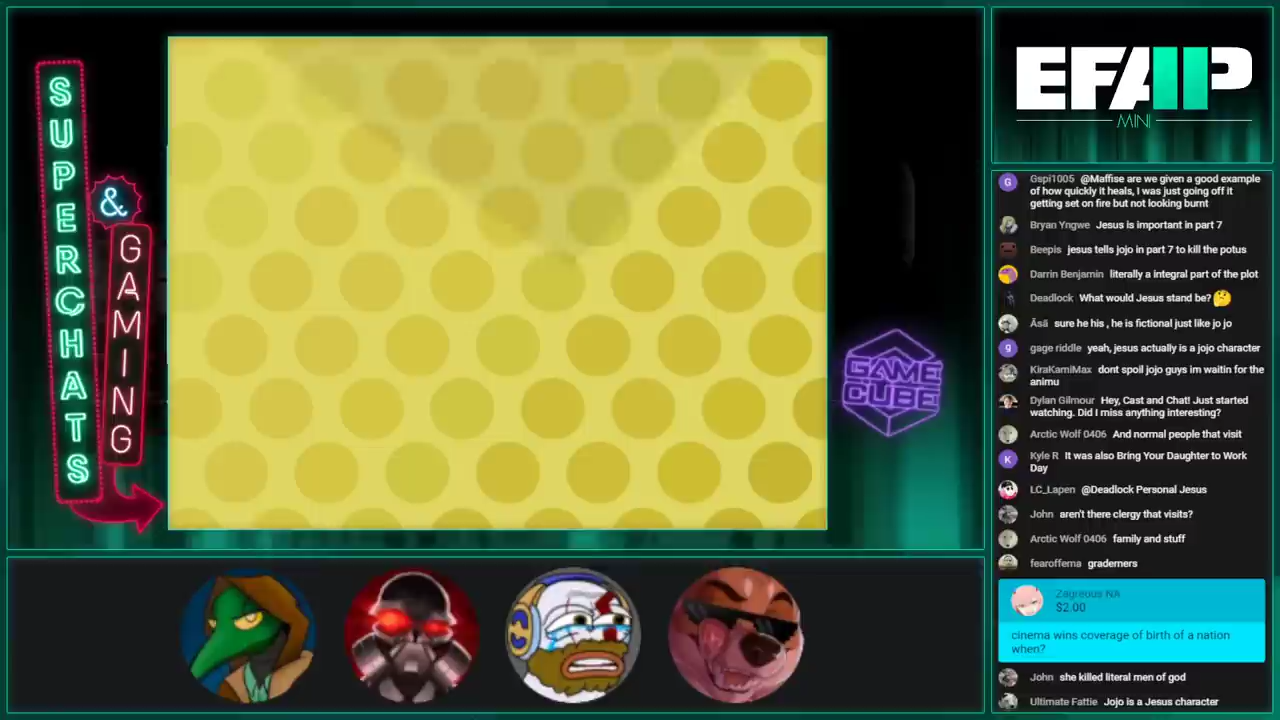 SUPERCHATS
&
GAMING
GAME
CUBE
EFAP
MINI
Gspi1005 @Maffise are we given a good example
of how quickly it heals, I was just going off it
getting set on fire but not looking burnt
Bryan Yngwe Jesus is important in part 7
Beepis jesus tells jojo in part 7 to kill the potus
Darrin Benjamin literally a integral part of the plot
Deadlock What would Jesus stand be? 🤔
Äsä sure he his , he is fictional just like jo jo
gage riddle yeah, jesus actually is a jojo character
KiraKamiMax dont spoil jojo guys im waitin for the
animu
Dylan Gilmour Hey, Cast and Chat! Just started
watching. Did I miss anything interesting?
Arctic Wolf 0406 And normal people that visit
Kyle R It was also Bring Your Daughter to Work
Day
LC_Lapen @Deadlock Personal Jesus
John aren't there clergy that visits?
Arctic Wolf 0406 family and stuff
fearoffema graderners
Zagreous NA
$2.00
cinema wins coverage of birth of a nation
when?
John she killed literal men of god
Ultimate Fattie Jojo is a Jesus character